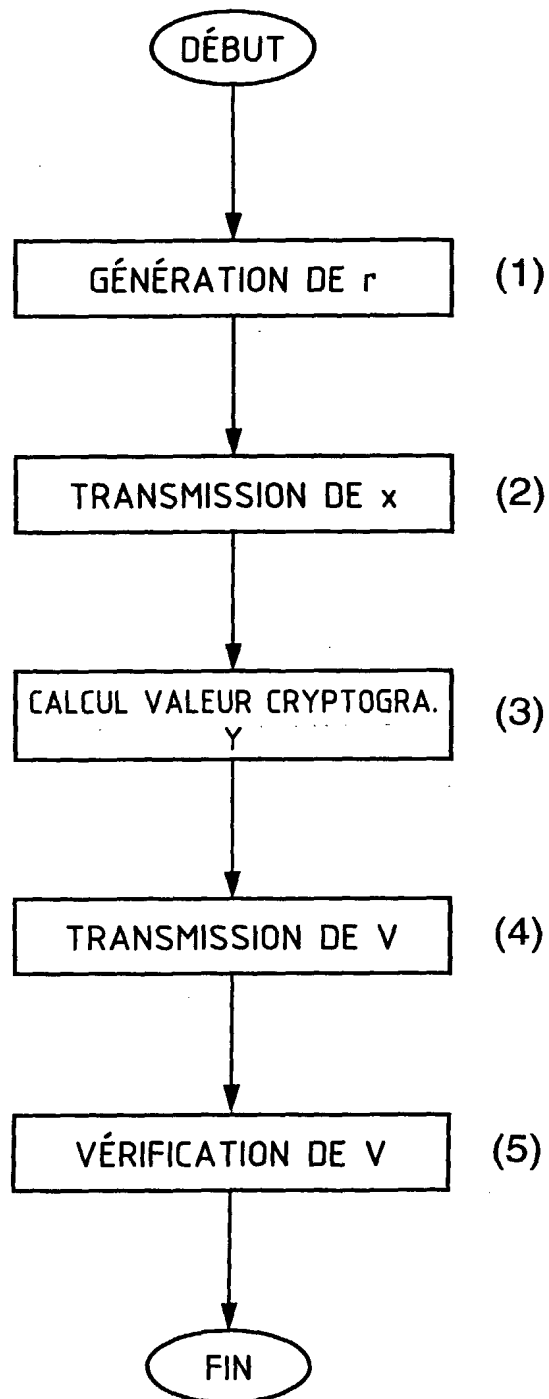 DÉBUT
GÉNÉRATION DE r (1)
TRANSMISSION DE x (2)
CALCUL VALEUR CRYPTOGRA. (3)
Y
TRANSMISSION DE V (4)
VÉRIFICATION DE V (5)
FIN